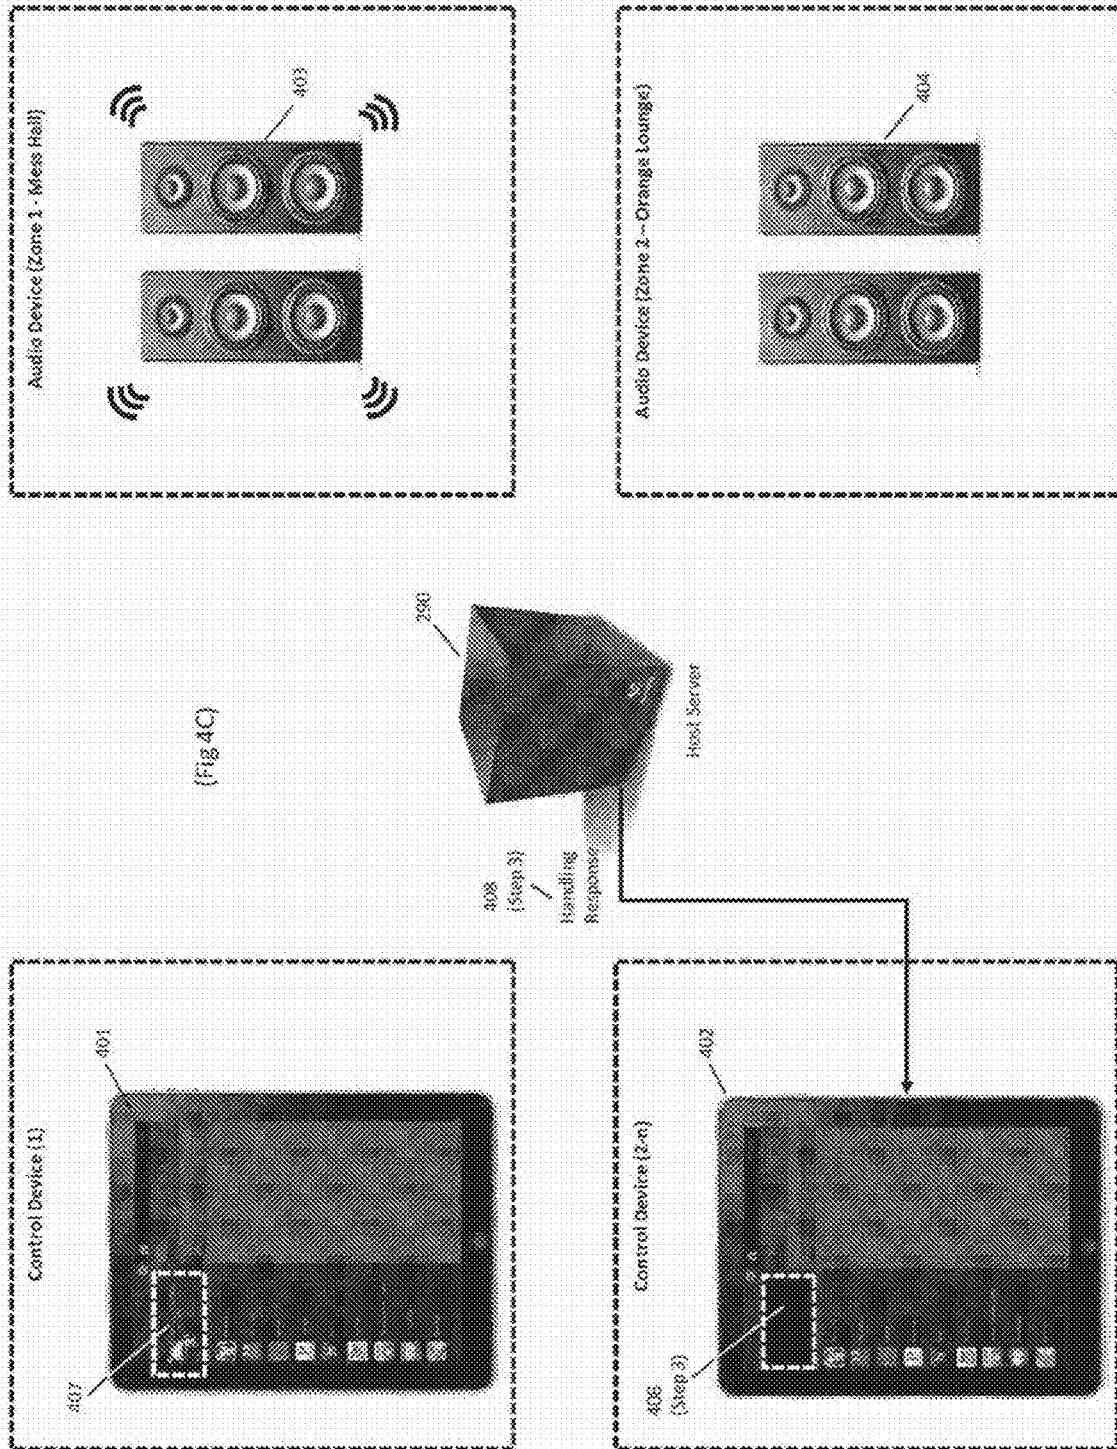 (Fig 4C)
Control Device (1)
401
407
Audio Device (Zone 1 - Mess Hall)
403
290
Host Server
408
(Step 3)
Handling
Response
Control Device (2-n)
402
(Step 3)
Audio Device (Zone 2 – Orange Lounge)
404